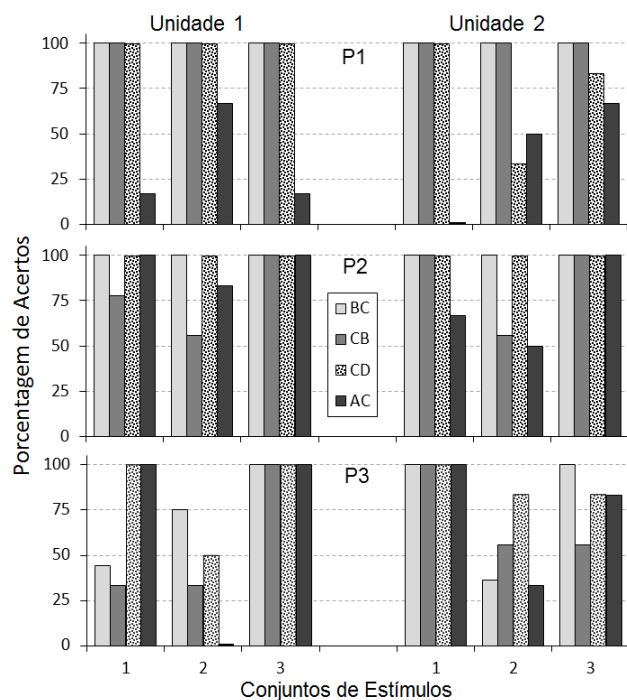 Unidade 1 Unidade 2
P1
100
75
50
25
0
P2
100
75
50
25
0
BC
CB
CD
AC
P3
100
75
50
25
0
1 2 3 1 2 3
Conjuntos de Estímulos
Porcentagem de Acertos